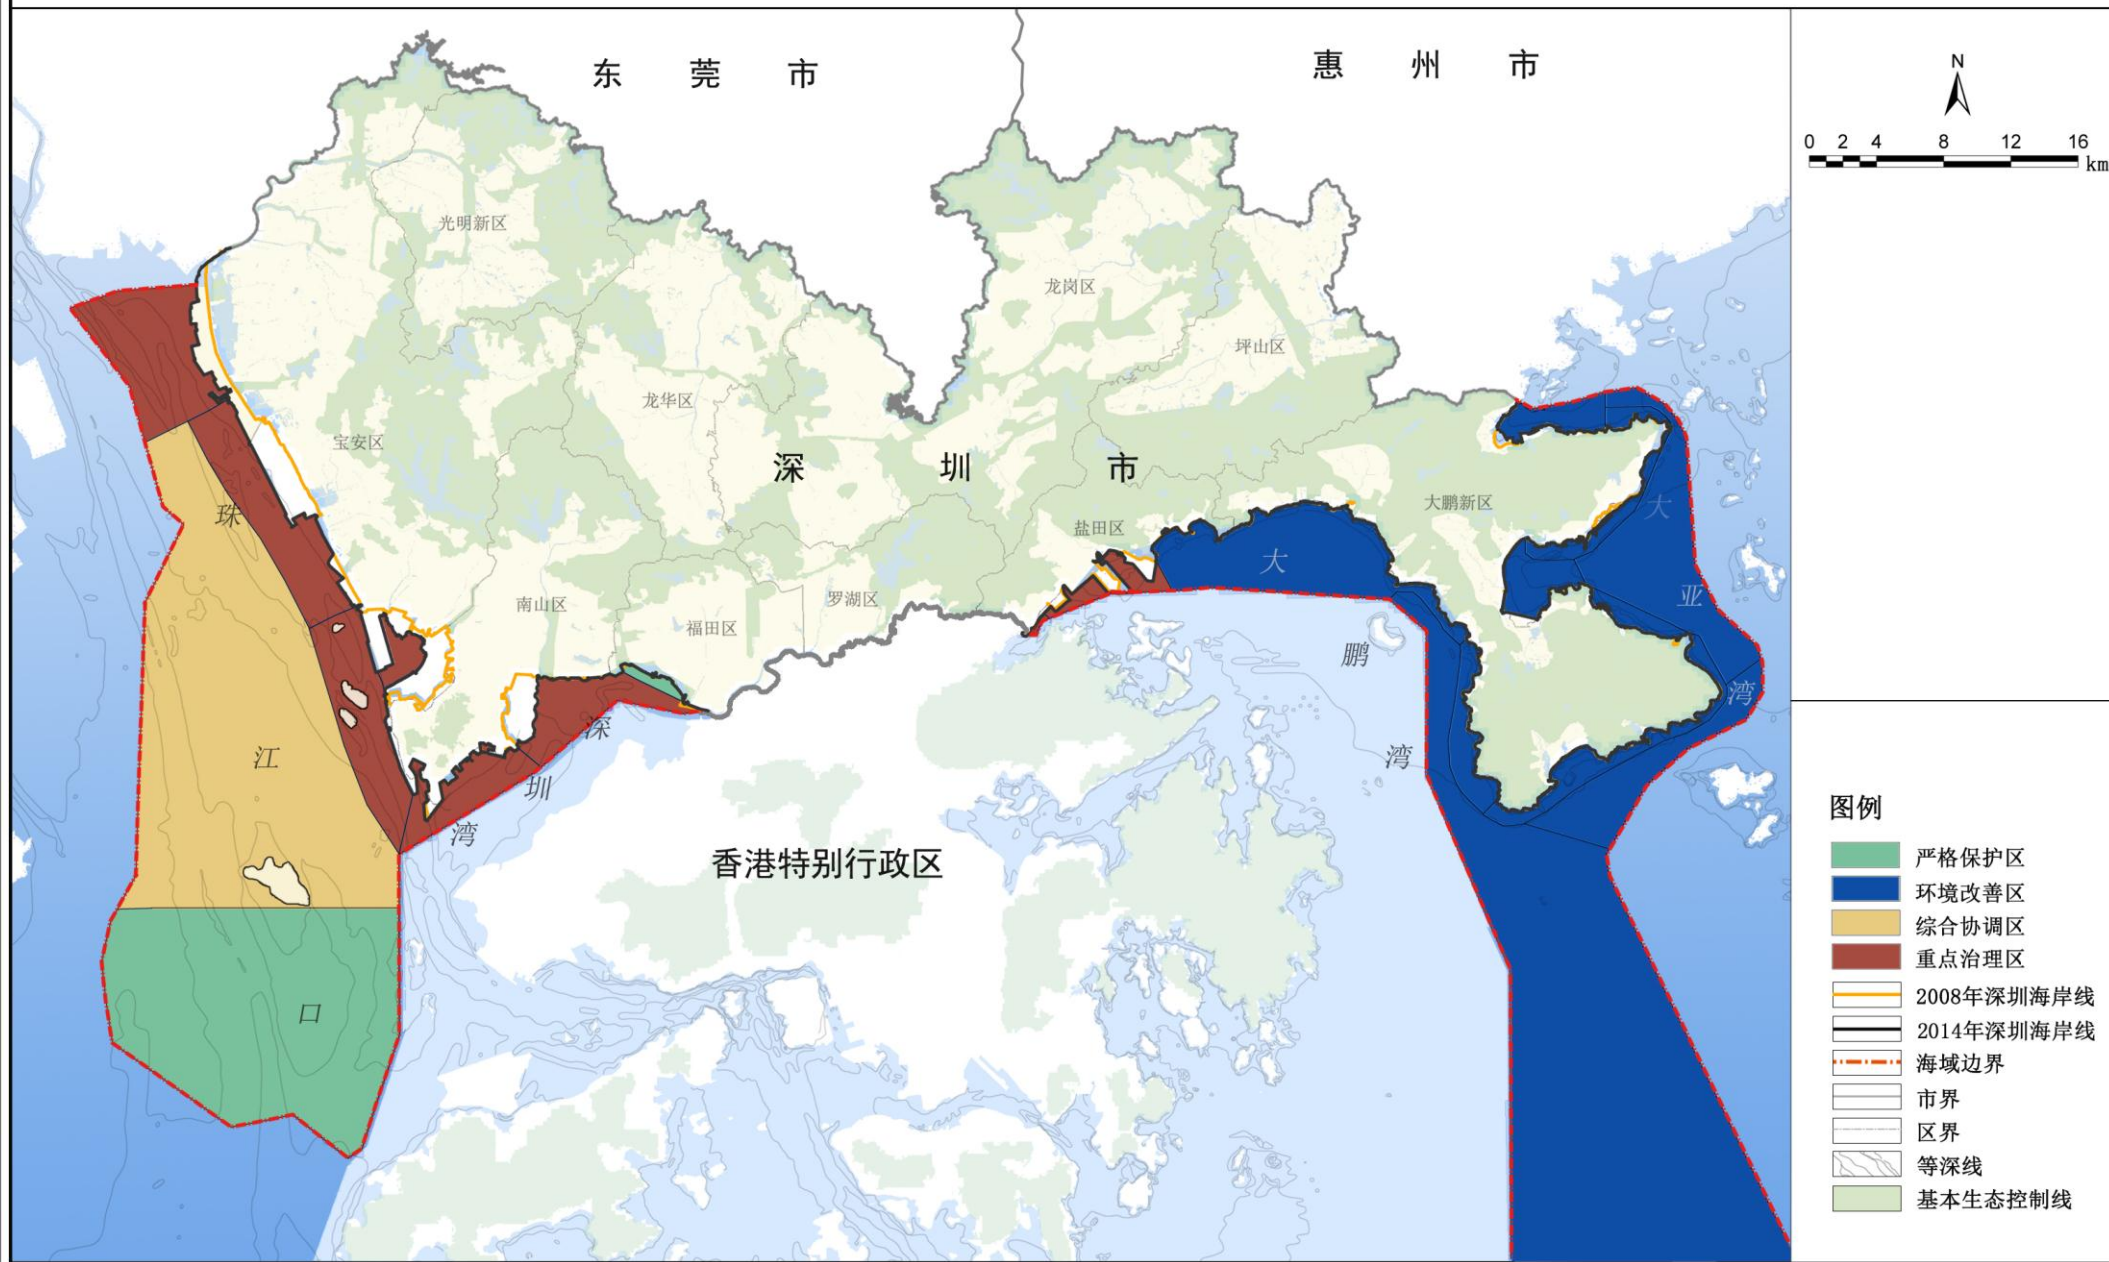 东莞市
惠州市
N
0 2 4 8 12 16
km
光明新区
龙岗区
坪山区
龙华区
宝安区
深圳市
大鹏新区
盐田区
南山区
福田区
罗湖区
珠江口
深圳湾
大鹏湾
大亚湾
香港特别行政区
图例
严格保护区
环境改善区
综合协调区
重点治理区
2008年深圳海岸线
2014年深圳海岸线
海域边界
市界
区界
等深线
基本生态控制线